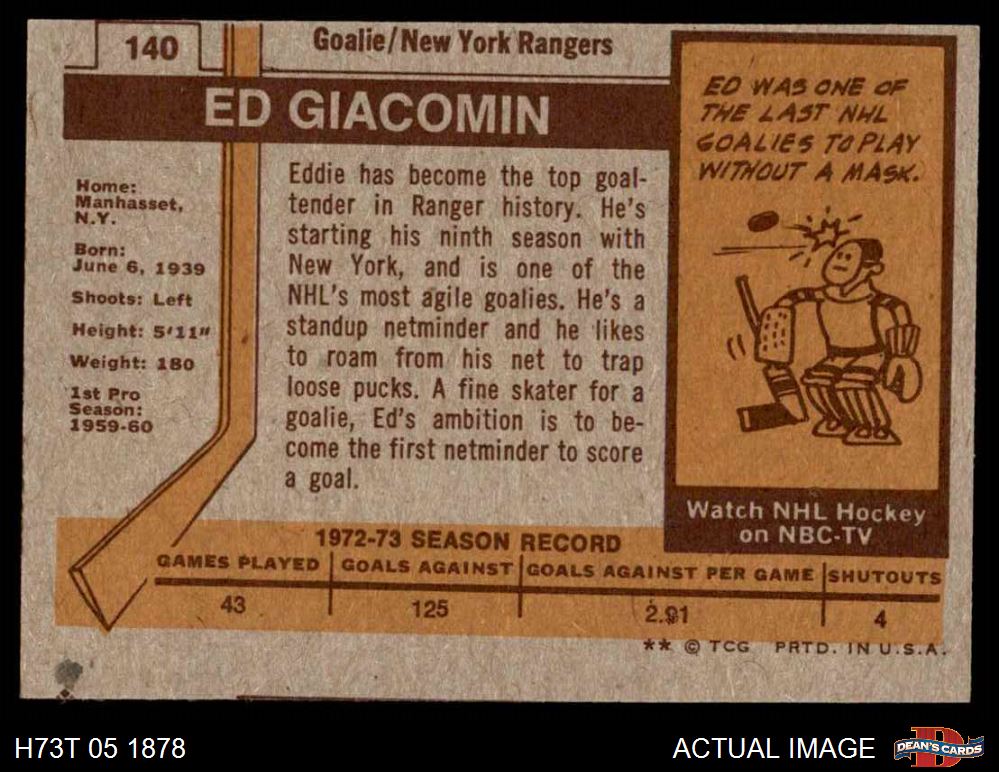 140
Goalie/New York Rangers
ED GIACOMIN
Home:
Manhasset,
N.Y.
Born:
June 6, 1939
Shoots: Left
Height: 5'11"
Weight: 180
1st Pro
Season:
1959-60
Eddie has become the top goal-
tender in Ranger history. He's
starting his ninth season with
New York, and is one of the
NHL's most agile goalies. He's a
standup netminder and he likes
to roam from his net to trap
loose pucks. A fine skater for a
goalie, Ed's ambition is to be-
come the first netminder to score
a goal.
ED WAS ONE OF
THE LAST NHL
GOALIES TO PLAY
WITHOUT A MASK.
Watch NHL Hockey
on NBC-TV
1972-73 SEASON RECORD
GAMES PLAYED GOALS AGAINST GOALS AGAINST PER GAME SHUTOUTS
43 125 2.91 4
** © TCG PRTD. IN U.S.A.
H73T 05 1878
ACTUAL IMAGE
DEAN'S CARDS